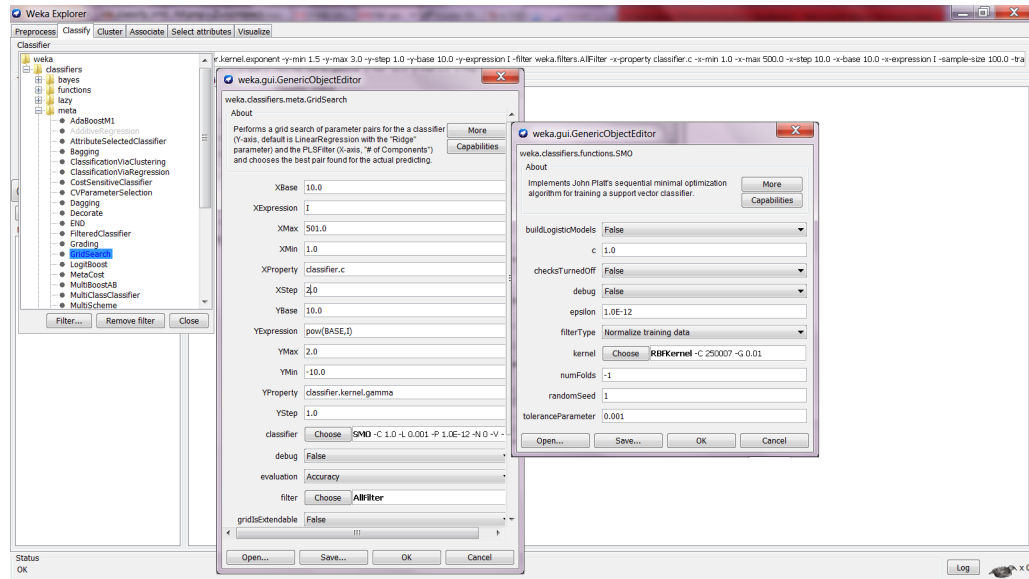 Weka Explorer
Preprocess Classify Cluster Associate Select attributes Visualize
Classifier
r.kernel.exponent -y-min 1.5 -y-max 3.0 -y-step 1.0 -y-base 10.0 -y-expression I -filter weka.filters.AllFilter -x-property classifier.c -x-min 1.0 -x-max 500.0 -x-step 10.0 -x-base 10.0 -x-expression I -sample-size 100.0 -tra
weka
classifiers
bayes
functions
lazy
meta
AdaBoostM1
AdditiveRegression
AttributeSelectedClassifier
Bagging
ClassificationViaClustering
ClassificationViaRegression
CostSensitiveClassifier
CVParameterSelection
Dagging
Decorate
END
FilteredClassifier
Grading
GridSearch
LogitBoost
MetaCost
MultiBoostAB
MultiClassClassifier
MultiScheme
Filter... Remove filter Close
weka.gui.GenericObjectEditor
weka.classifiers.meta.GridSearch
About
Performs a grid search of parameter pairs for a classifier
(Y-axis, default is LinearRegression with the "Ridge"
parameter) and the PLSFilter (X-axis, "# of Components")
and chooses the best pair found for the actual predicting.
More
Capabilities
XBase 10.0
XExpression I
XMax 501.0
XMin 1.0
XProperty classifier.c
XStep 2.0
YBase 10.0
YExpression pow(BASE,I)
YMax 2.0
YMin -10.0
YProperty classifier.kernel.gamma
YStep 1.0
classifier Choose SMO -C 1.0 -L 0.001 -P 1.0E-12 -N 0 -V -
debug False
evaluation Accuracy
filter Choose AllFilter
gridIsExtendable False
Open... Save... OK Cancel
weka.gui.GenericObjectEditor
weka.classifiers.functions.SMO
About
Implements John Platt's sequential minimal optimization
algorithm for training a support vector classifier.
More
Capabilities
buildLogisticModels False
c 1.0
checksTurnedOff False
debug False
epsilon 1.0E-12
filterType Normalize training data
kernel Choose RBFKernel -C 250007 -G 0.01
numFolds -1
randomSeed 1
toleranceParameter 0.001
Open... Save... OK Cancel
Status
OK
Log
x 0